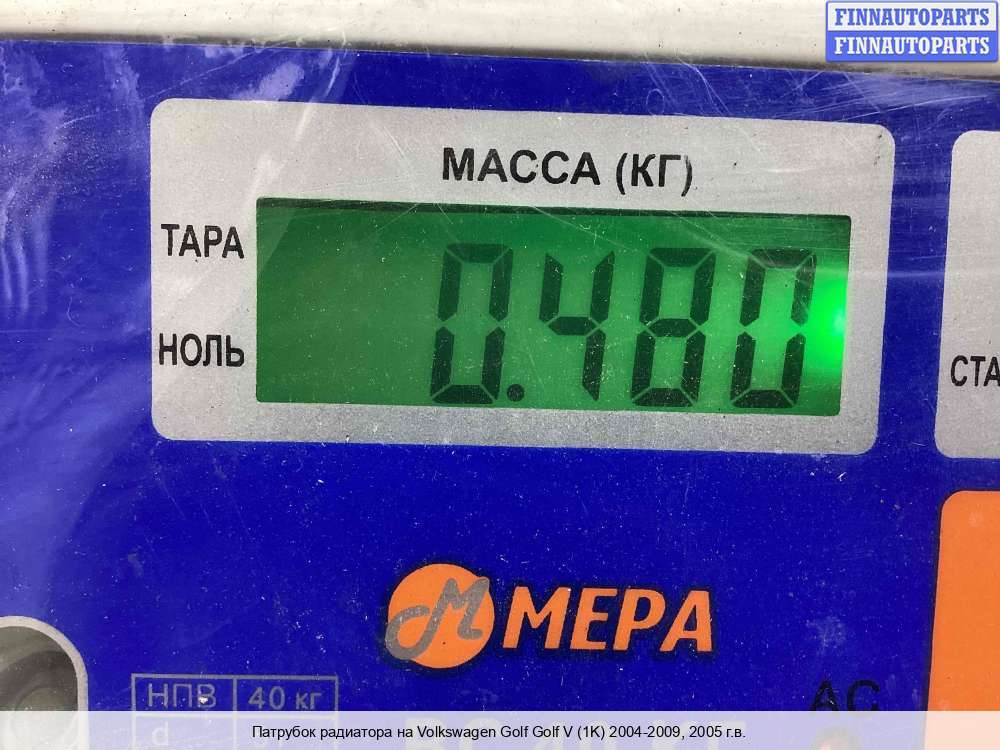 FINNAUTOPARTS
FINNAUTOPARTS
МАССА (КГ)
ТАРА
0.480
НОЛЬ
СТА
МЕРА
НПВ 40 кг
АС
d
Патрубок радиатора на Volkswagen Golf Golf V (1K) 2004-2009, 2005 г.в.